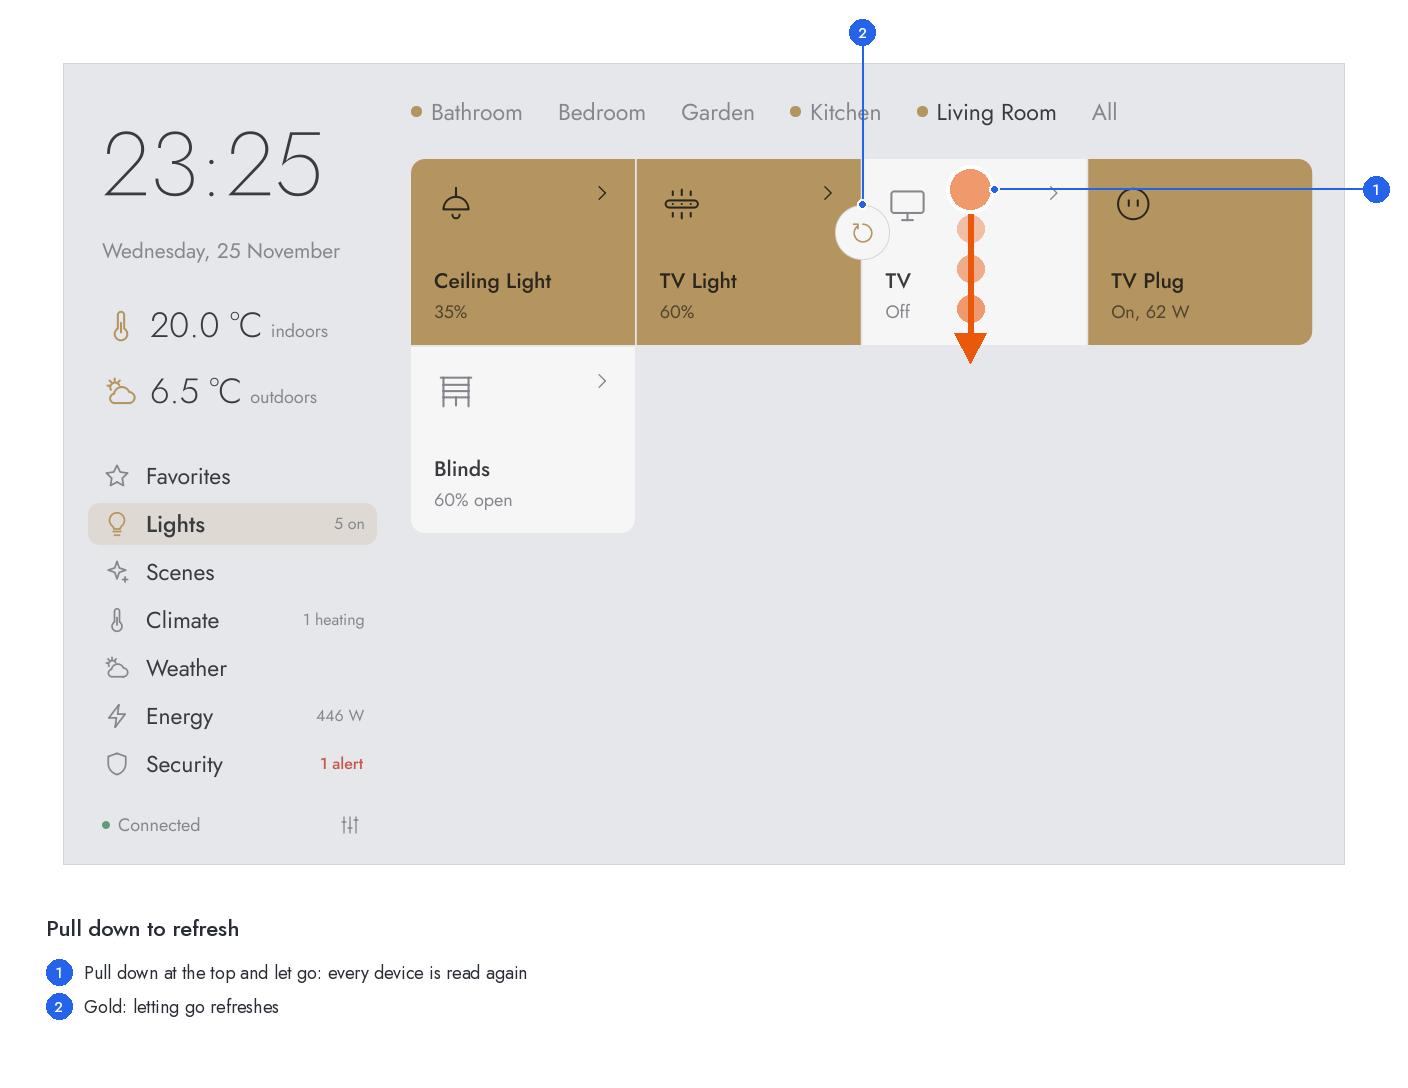 2
23:25
Wednesday, 25 November
20.0 °C indoors
6.5 °C outdoors
Favorites
Lights 5 on
Scenes
Climate 1 heating
Weather
Energy 446 W
Security 1 alert
Connected
Bathroom Bedroom Garden Kitchen Living Room All
1
Ceiling Light
35%
TV Light
60%
TV
Off
TV Plug
On, 62 W
Blinds
60% open
Pull down to refresh
1 Pull down at the top and let go: every device is read again
2 Gold: letting go refreshes